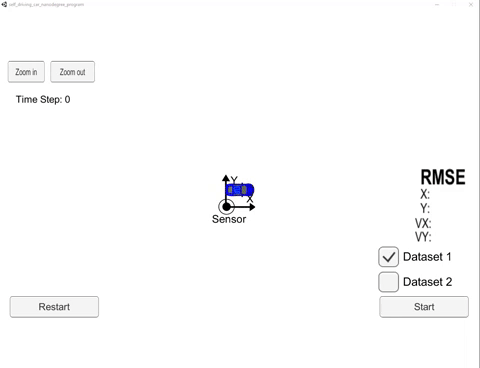 self_driving_car_nanodegree_program
Zoom in
Zoom out
Time Step: 0
Y
X
Sensor
RMSE
X:
Y:
VX:
VY:
Dataset 1
Dataset 2
Restart
Start